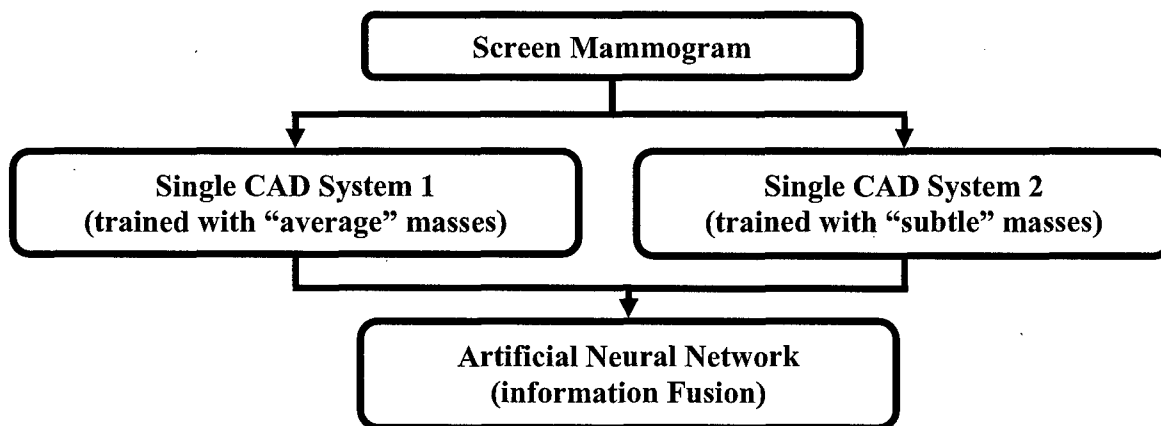 Screen Mammogram
Single CAD System 1
(trained with “average” masses)
Single CAD System 2
(trained with “subtle” masses)
Artificial Neural Network
(information Fusion)